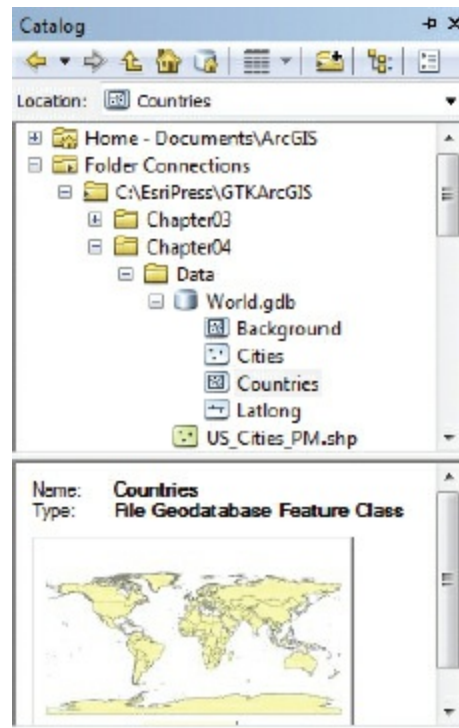 Catalog
Location: Countries
Home - Documents\ArcGIS
Folder Connections
C:\EsriPress\GTKArcGIS
Chapter03
Chapter04
Data
World.gdb
Background
Cities
Countries
Latlong
US_Cities_PM.shp
Name: Countries
Type: File Geodatabase Feature Class